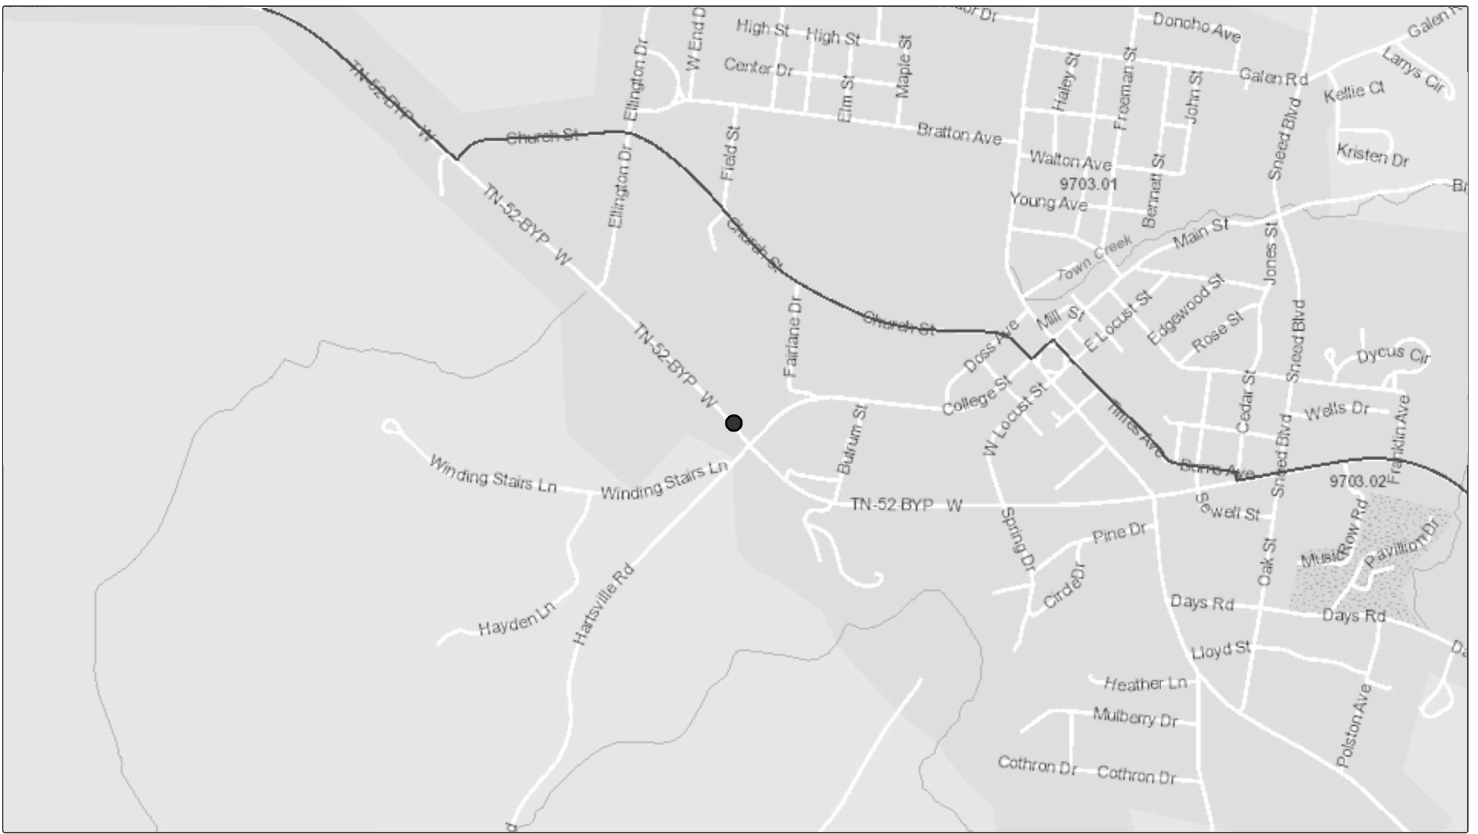 Doncho Ave
High St
High St
W End D
Ellington Dr
Center Dr
Elm St
Maple St
Haley St
Freeman St
John St
Galen Rd
Larrys Cir
Kellie Ct
Sneed Blvd
TN-52-BYP W
Church St
Bratton Ave
Kristen Dr
Field St
Walton Ave
9703.01
Ellington Dr
Bennett St
Young Ave
TN-52-BYP W
Church St
Town Creek
Main St
Jones St
Edgewood St
Fairlane Dr
Church St
Mill St
E Locust St
Rose St
Sneed Blvd
Doss Ave
Dycus Cir
TN-52-BYP W
College St
W Locust St
Cedar St
Wells Dr
Times Ave
Franklin Ave
Butrum St
Sneed Blvd
Winding Stairs Ln
Winding Stairs Ln
Burrs Ave
9703.02
TN-52-BYP W
Sewell St
Spring Dr
Pine Dr
Music Row Rd
Pavillion Dr
Oak St
Circle Dr
Hayden Ln
Hartsville Rd
Days Rd
Days Rd
Lloyd St
Heather Ln
Mulberry Dr
Polston Ave
Cothron Dr
Cothron Dr